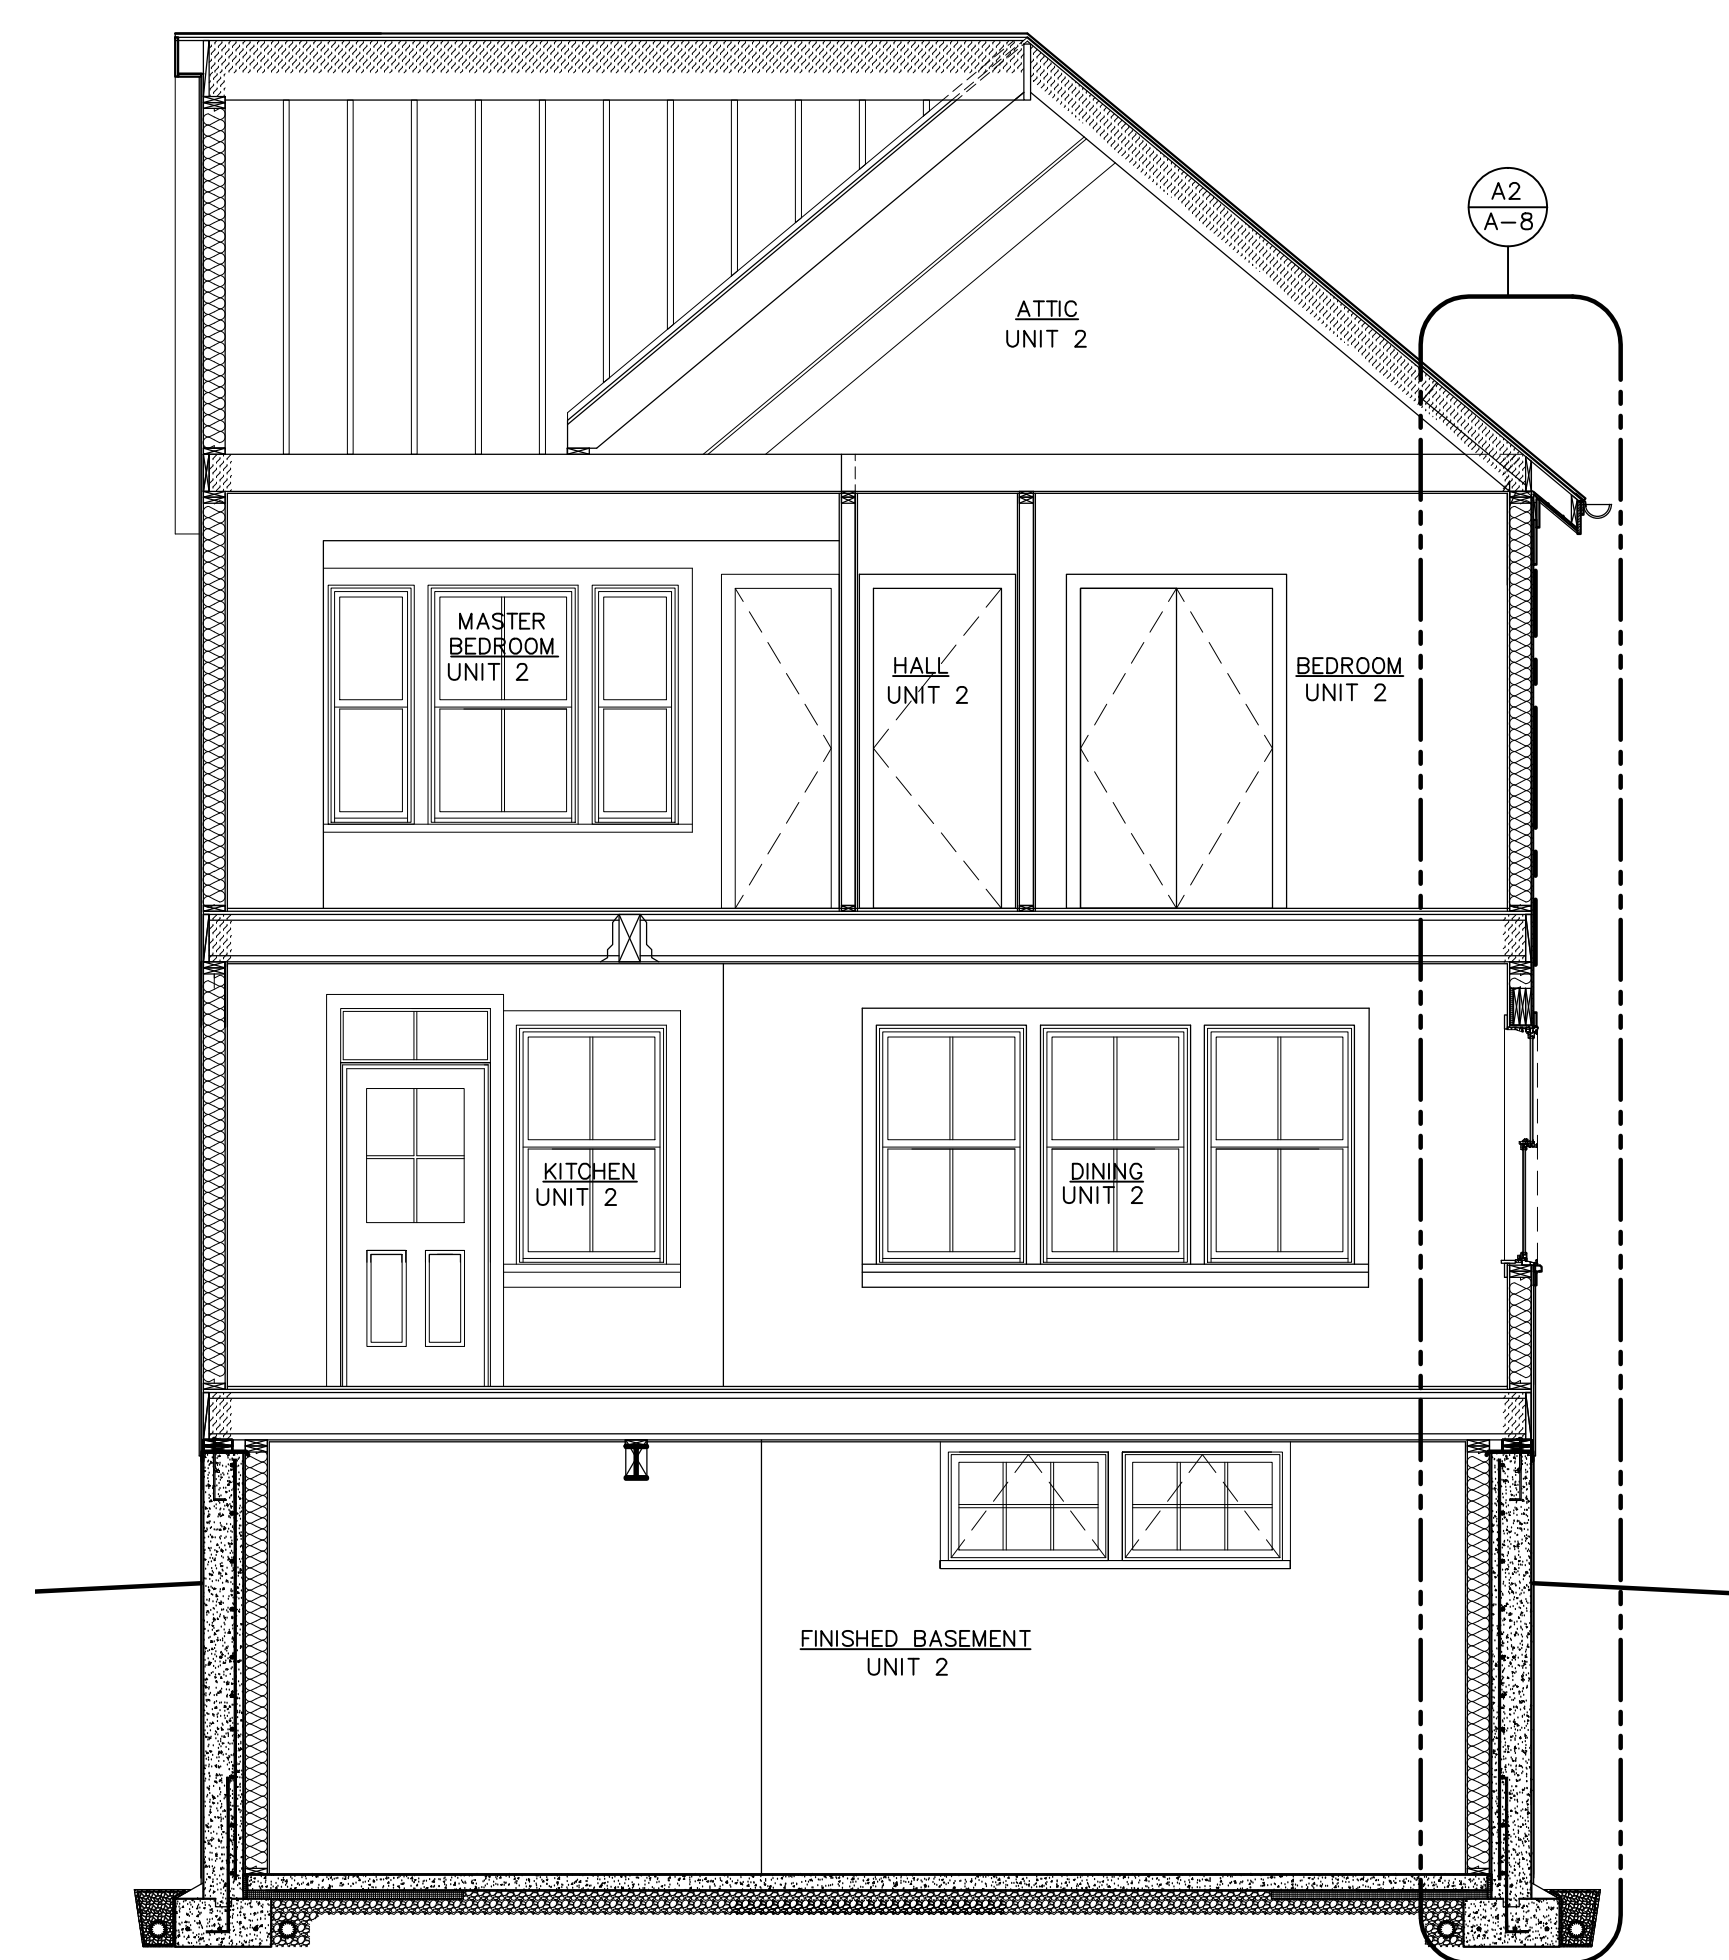 A2
A-8
ATTIC
UNIT 2
MASTER
BEDROOM
UNIT 2
HALL
UNIT 2
BEDROOM
UNIT 2
KITCHEN
UNIT 2
DINING
UNIT 2
FINISHED BASEMENT
UNIT 2